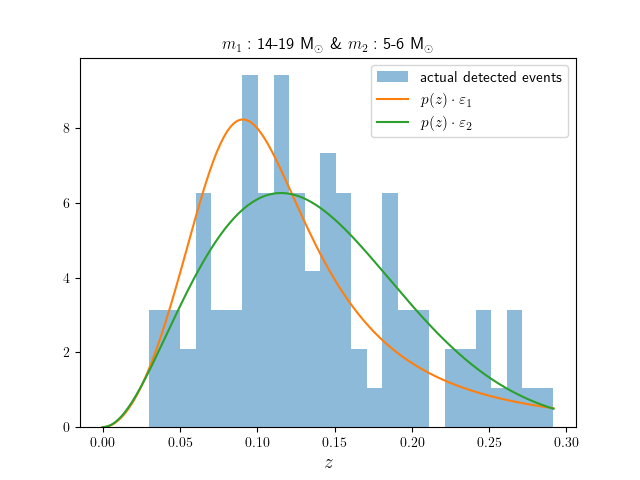 m₁ : 14-19 M⊙ & m₂ : 5-6 M⊙
actual detected events
p(z) · ε₁
p(z) · ε₂
8
6
4
2
0
0.00 0.05 0.10 0.15 0.20 0.25 0.30
z